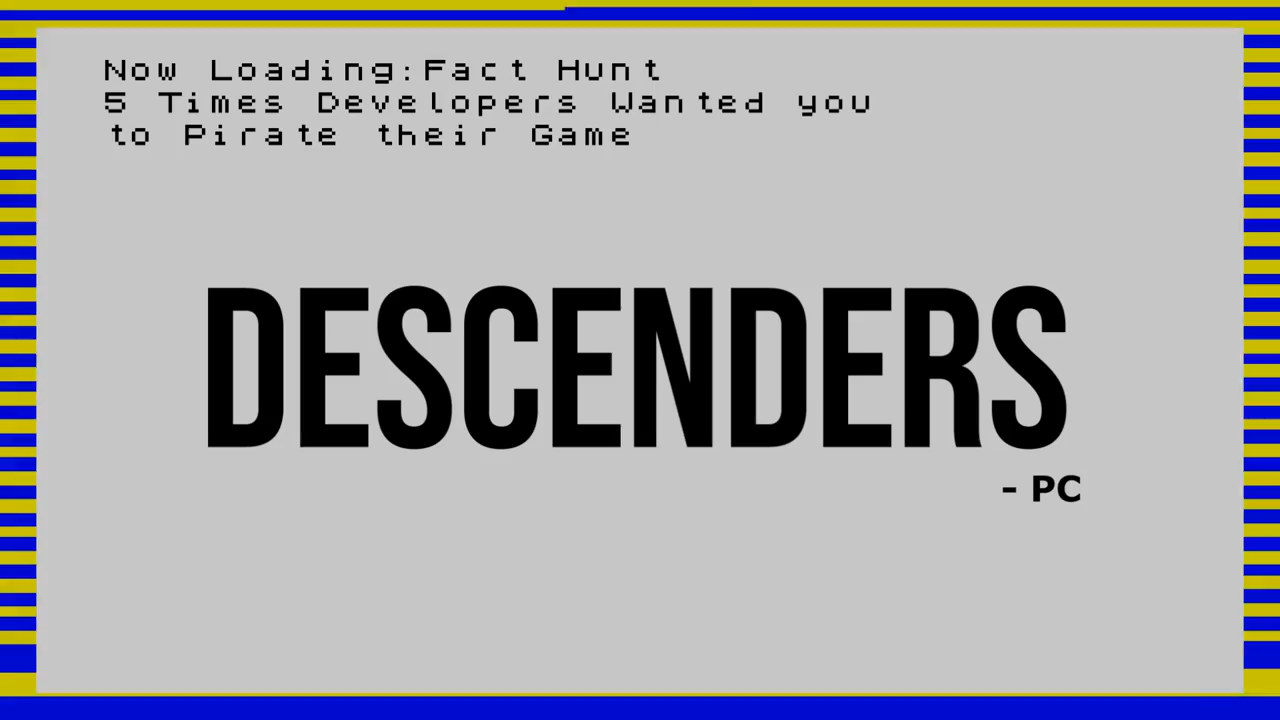 Now Loading:Fact Hunt
5 Times Developers Wanted you
to Pirate their Game
DESCENDERS
- PC